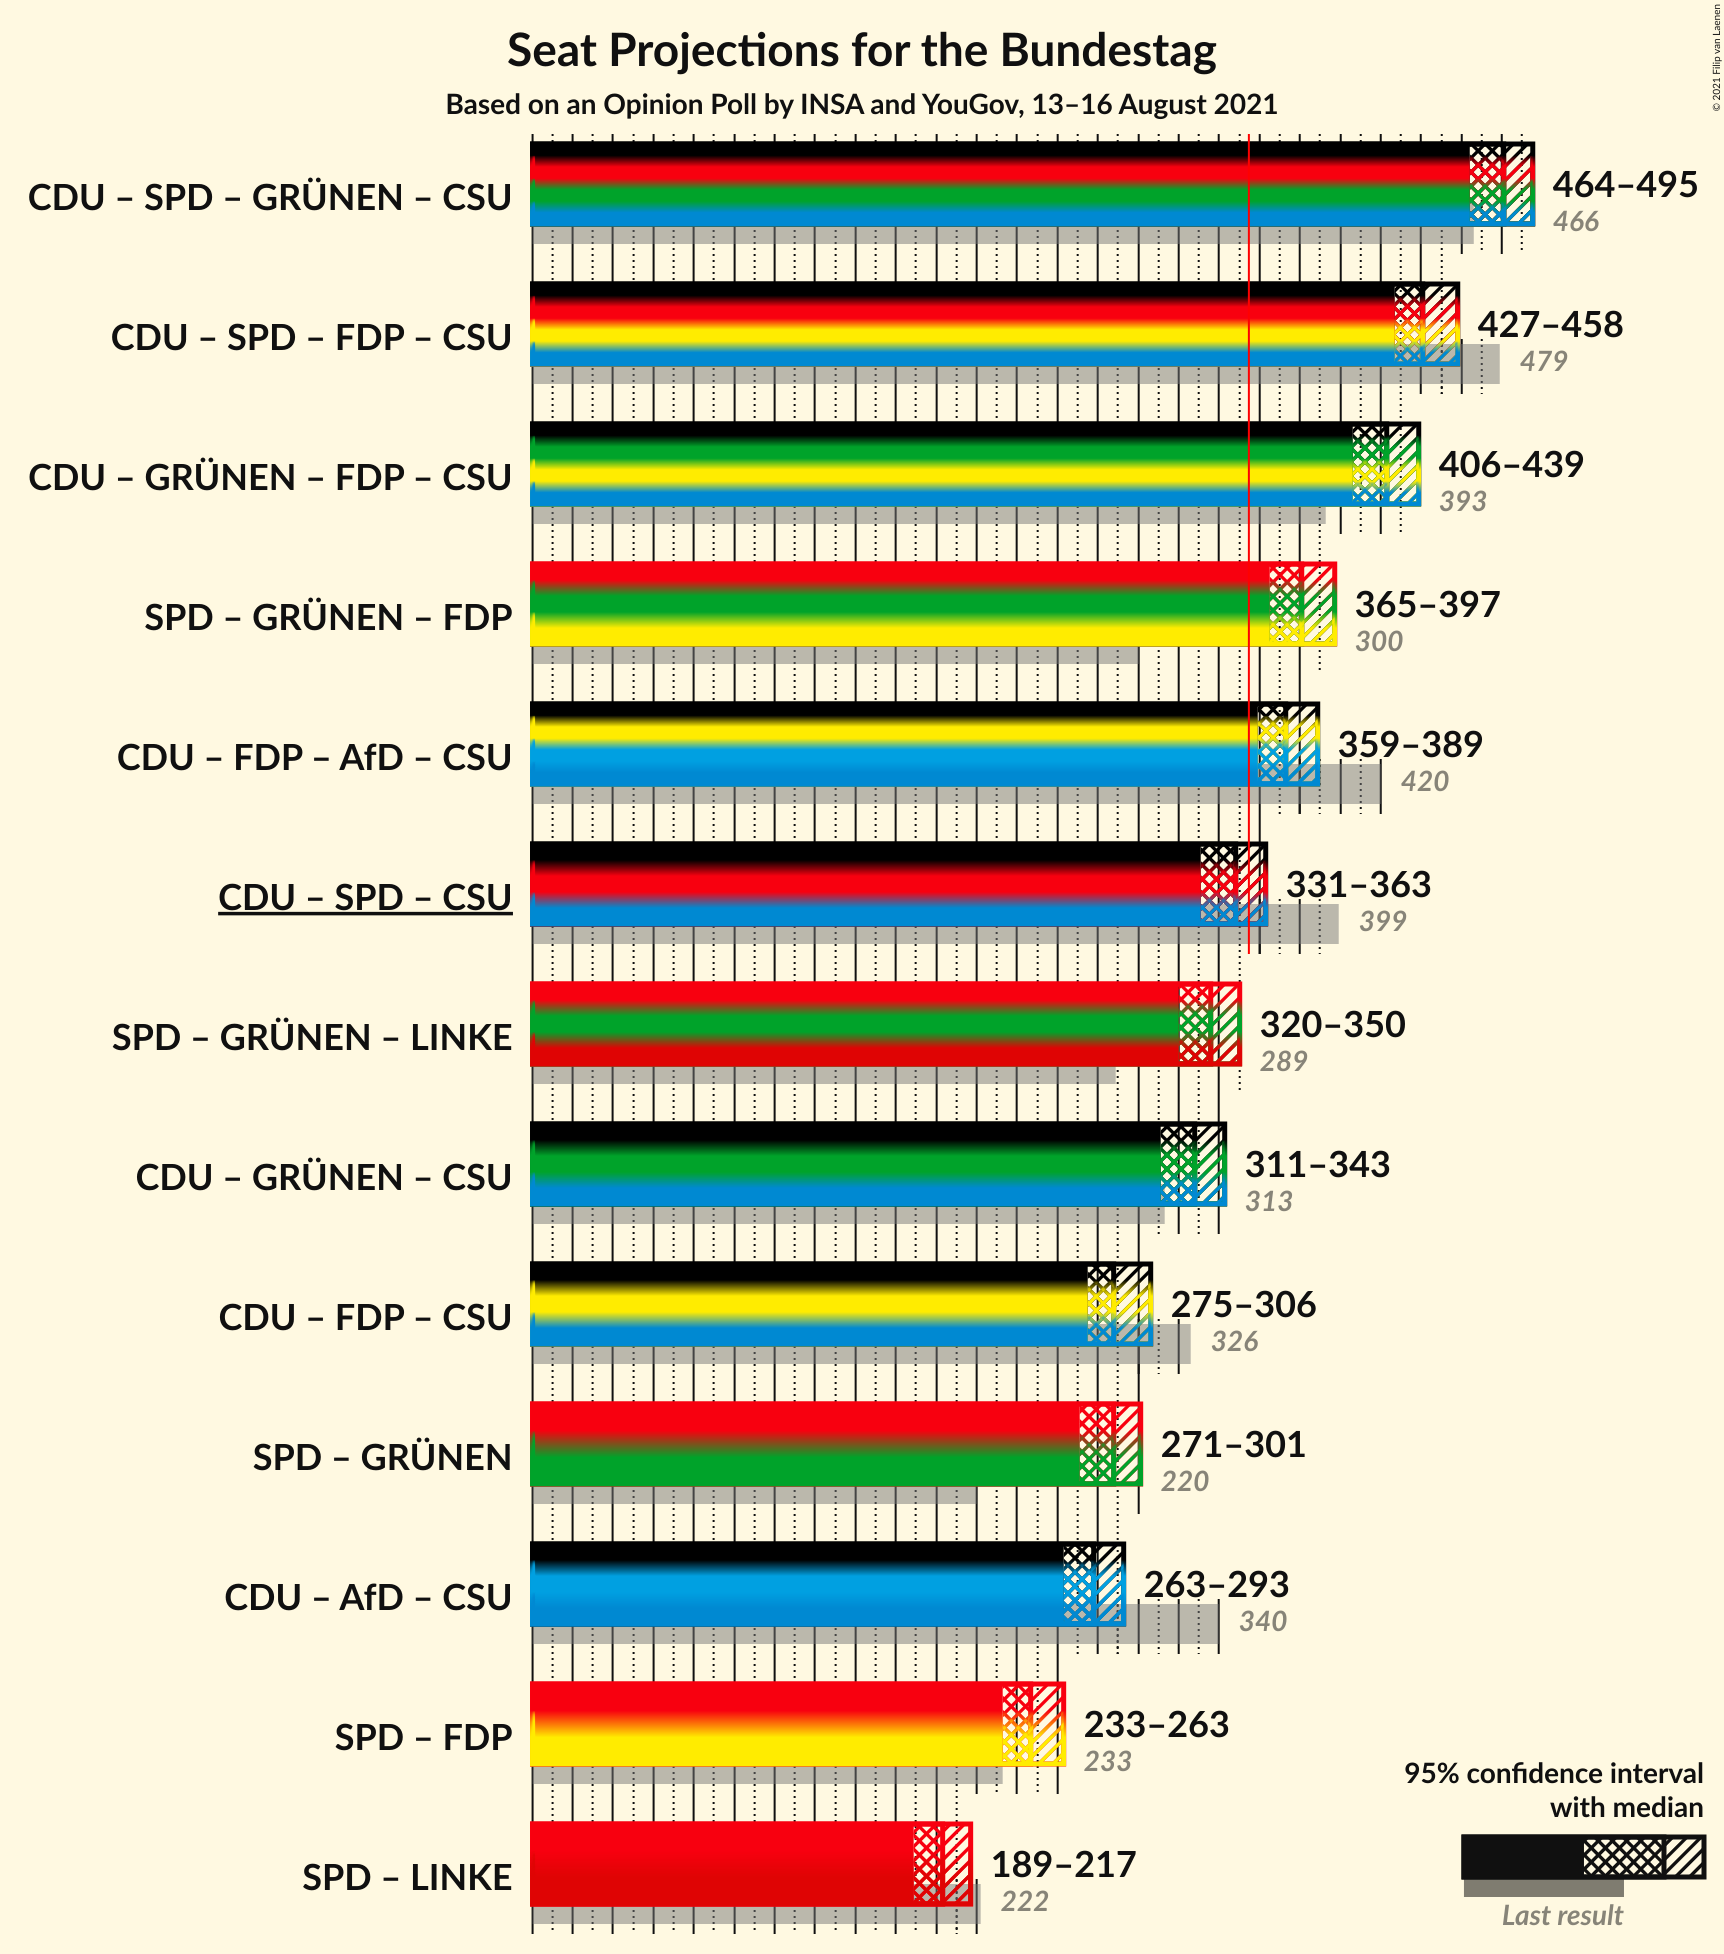 Seat Projections for the Bundestag
Based on an Opinion Poll by INSA and YouGov, 13–16 August 2021
© 2021 Filip van Laenen
CDU – SPD – GRÜNEN – CSU
464–495
466
CDU – SPD – FDP – CSU
427–458
479
CDU – GRÜNEN – FDP – CSU
406–439
393
SPD – GRÜNEN – FDP
365–397
300
CDU – FDP – AfD – CSU
359–389
420
CDU – SPD – CSU
331–363
399
SPD – GRÜNEN – LINKE
320–350
289
CDU – GRÜNEN – CSU
311–343
313
CDU – FDP – CSU
275–306
326
SPD – GRÜNEN
271–301
220
CDU – AfD – CSU
263–293
340
SPD – FDP
233–263
233
SPD – LINKE
189–217
222
95% confidence interval
with median
Last result